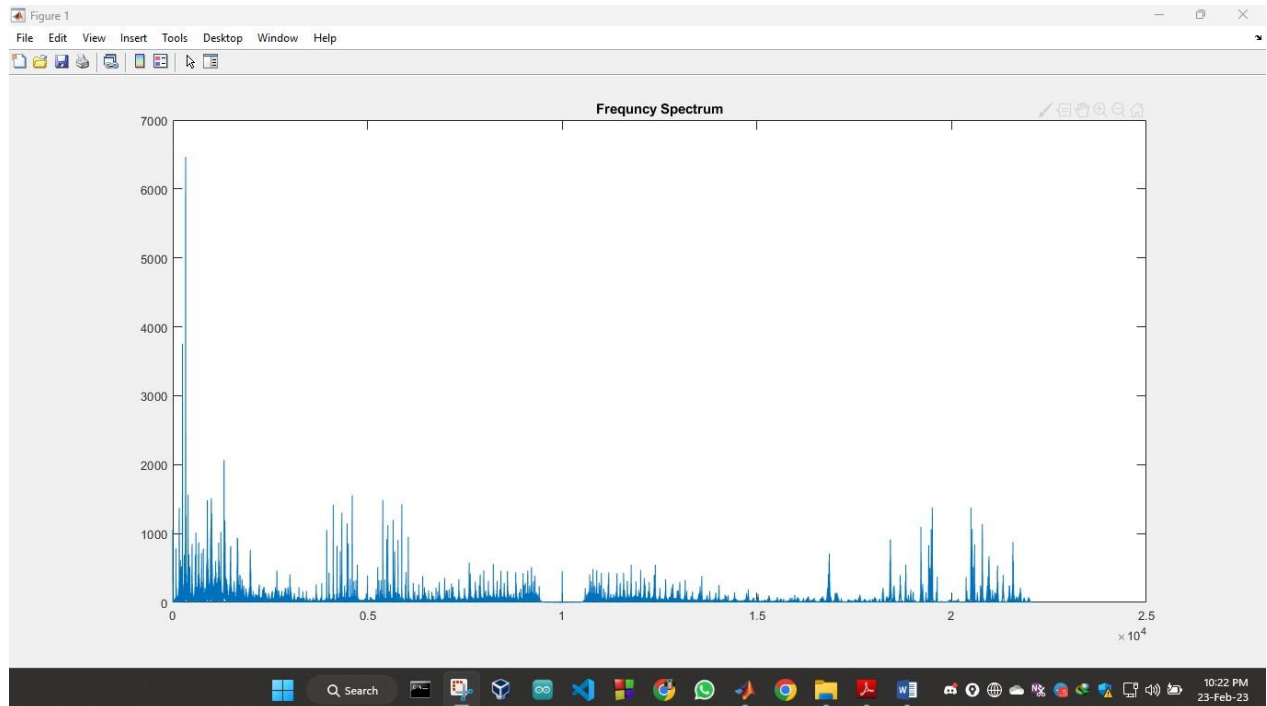 Figure 1
File Edit View Insert Tools Desktop Window Help
Frequncy Spectrum
7000
6000
5000
4000
3000
2000
1000
0
0 0.5 1 1.5 2 2.5
×10⁴
Search
10:22 PM
23-Feb-23